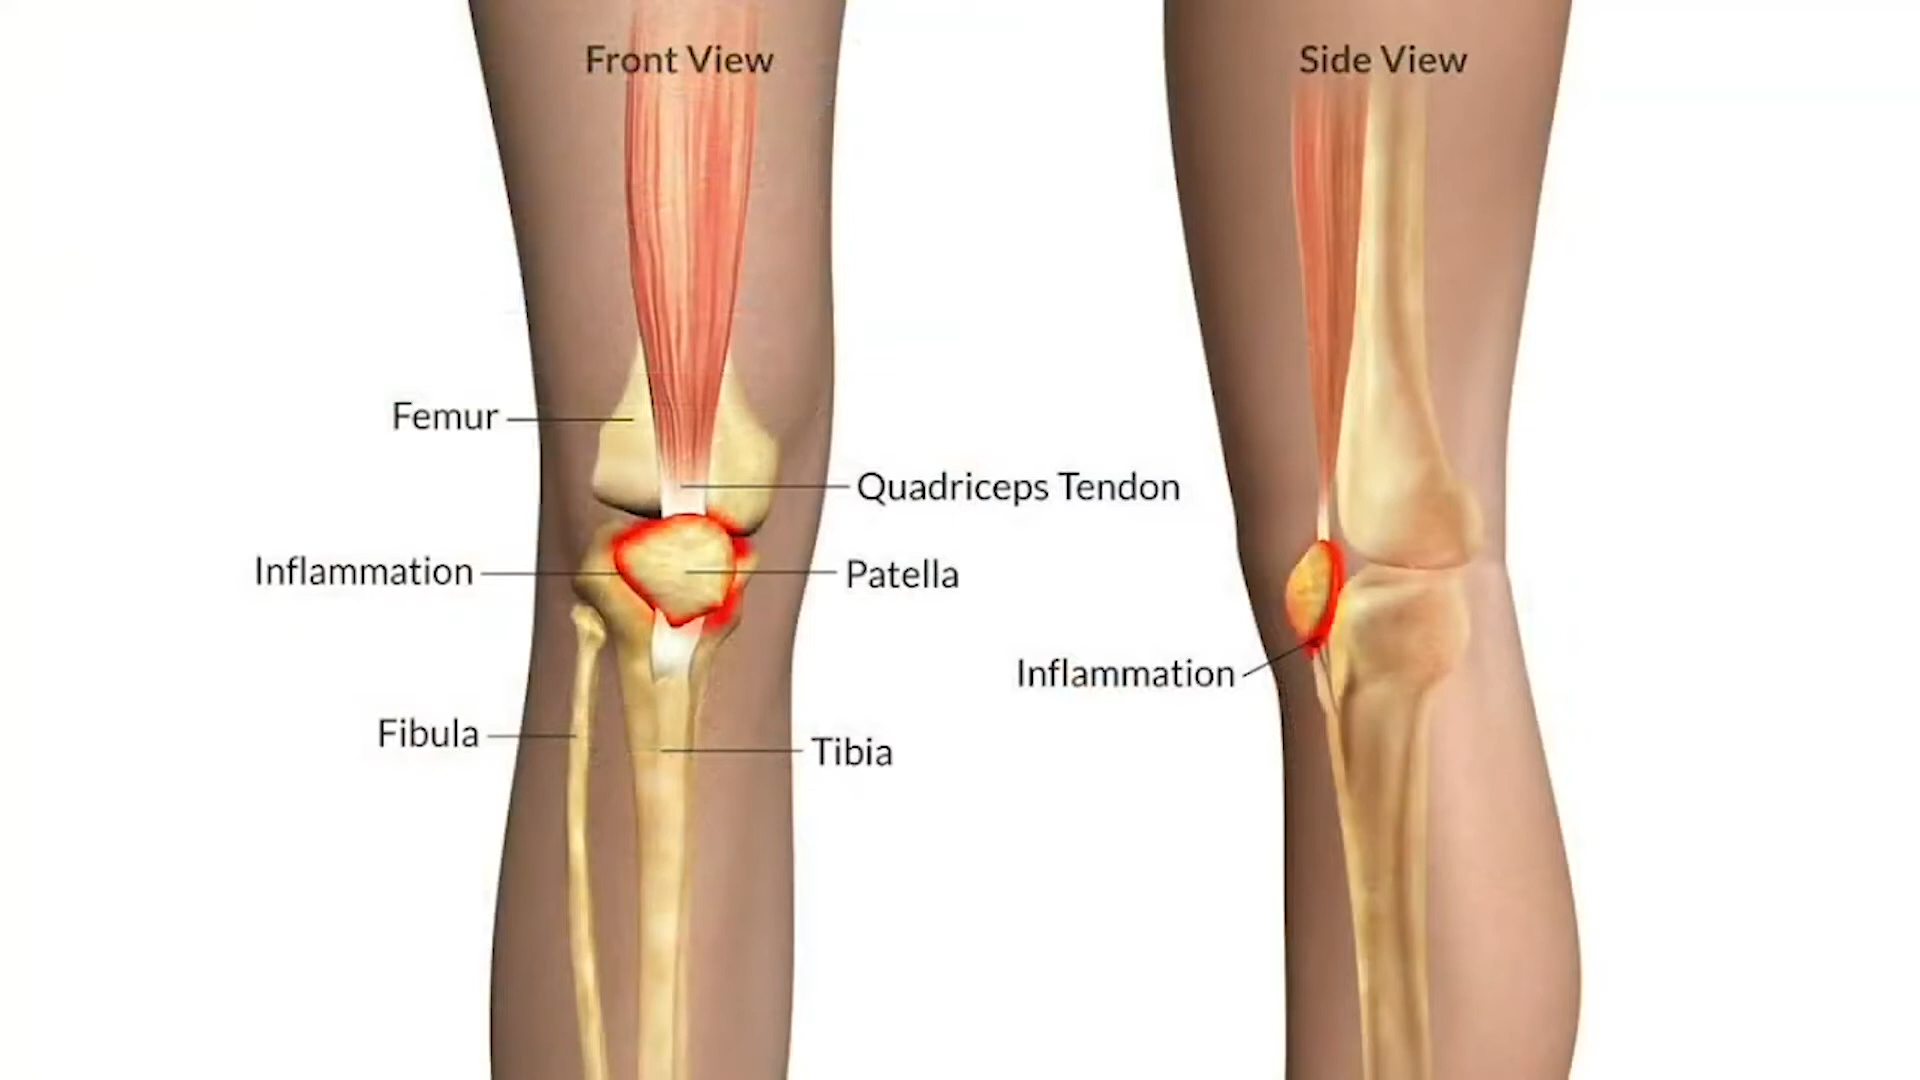 Front View
Side View
Femur
Quadriceps Tendon
Inflammation
Patella
Inflammation
Fibula
Tibia